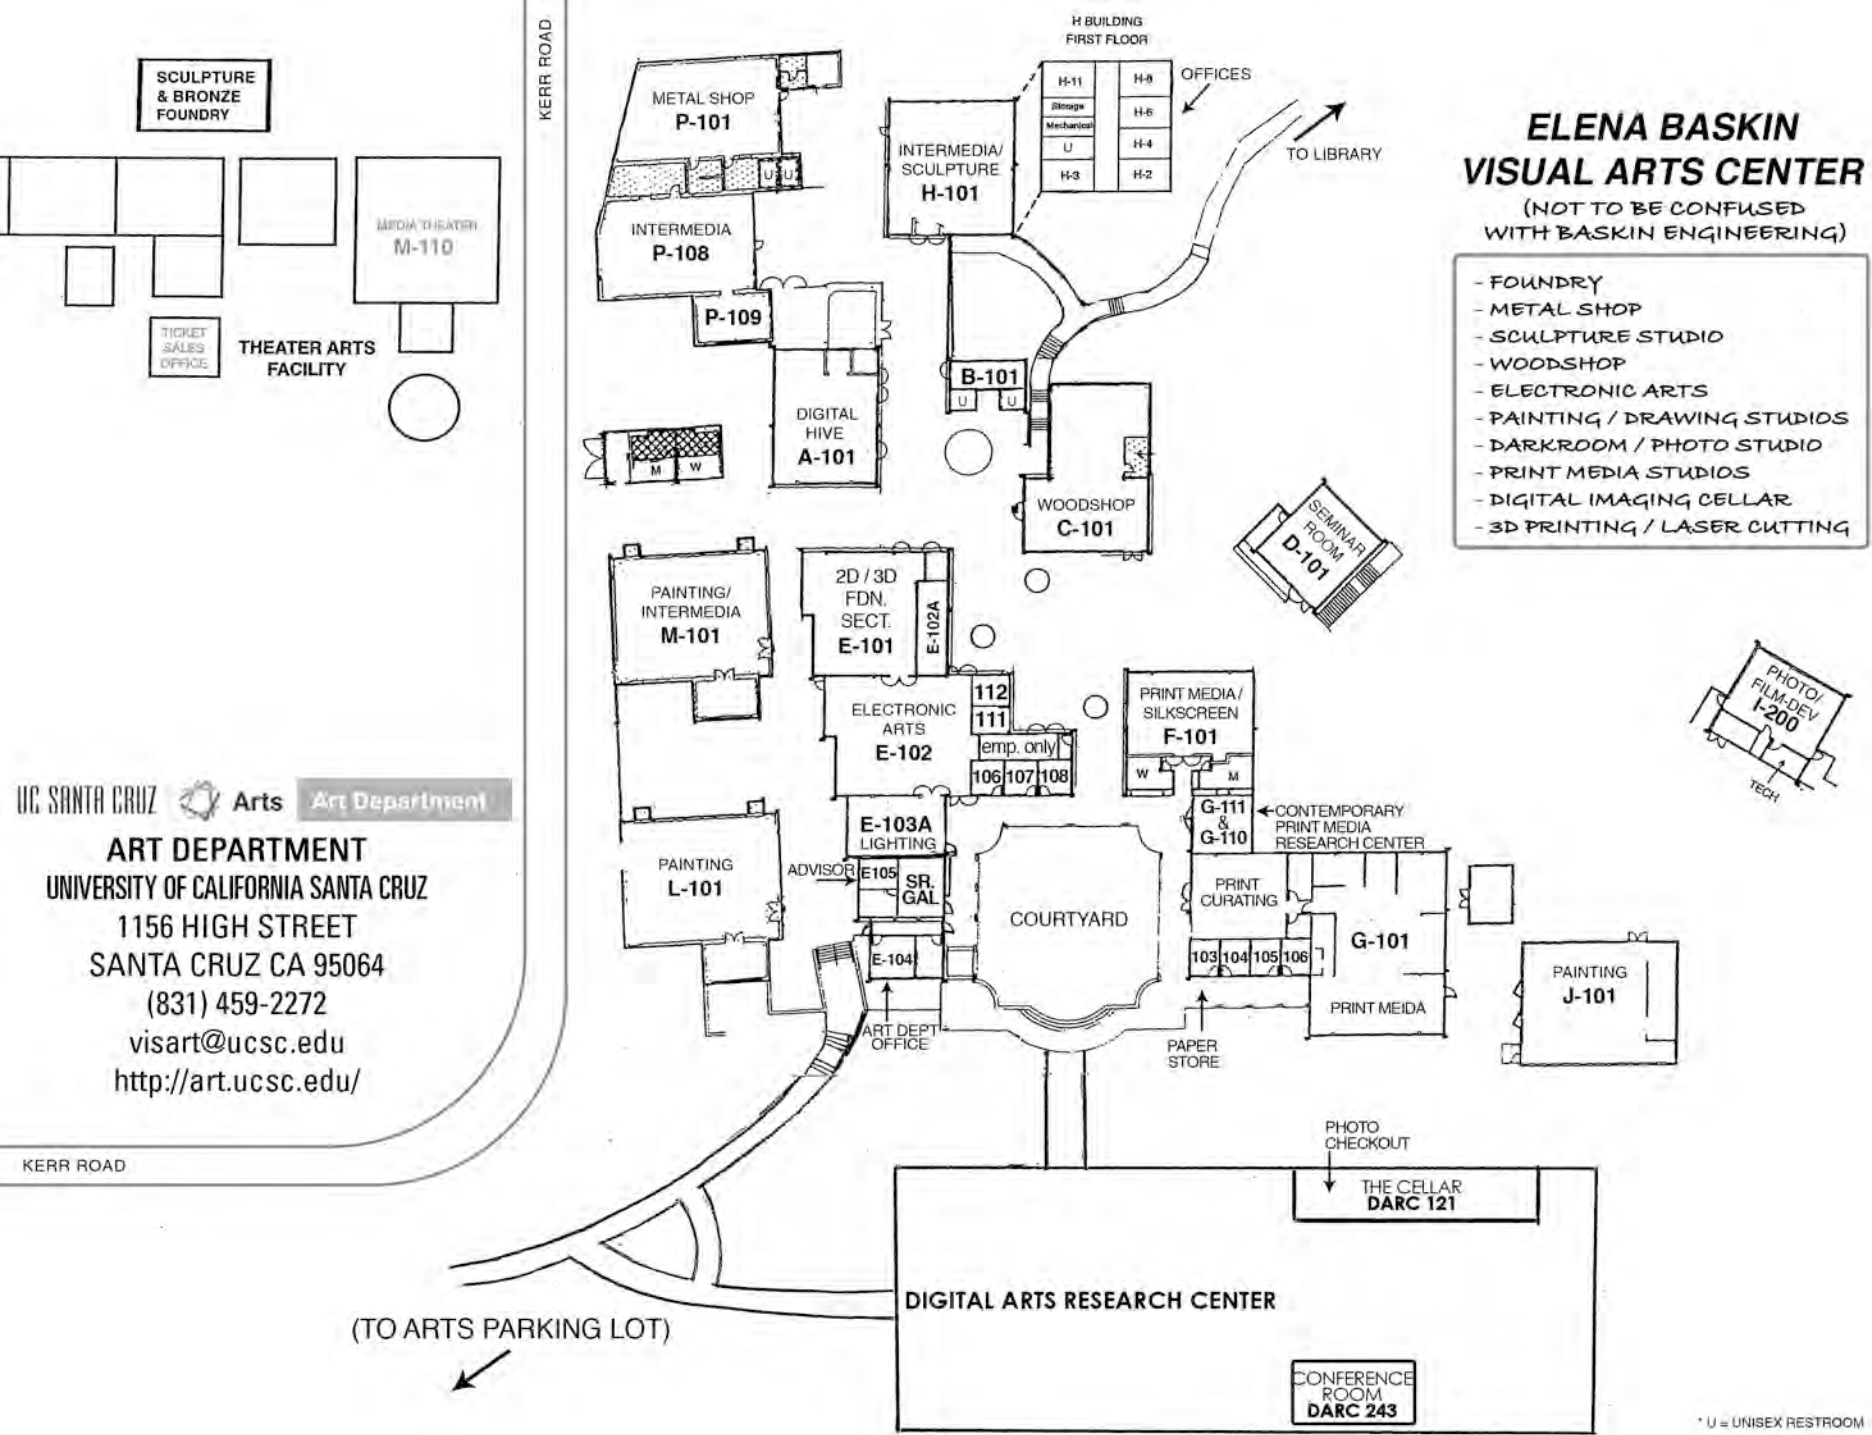 SCULPTURE
& BRONZE
FOUNDRY
KERR ROAD
MEDIA THEATER
M-110
TICKET
SALES
OFFICE
THEATER ARTS
FACILITY
METAL SHOP
P-101
U U
INTERMEDIA
P-108
P-109
DIGITAL
HIVE
A-101
M W
H BUILDING
FIRST FLOOR
H-11
Storage
Mechanical
U
H-3
H-8
H-6
H-4
H-2
OFFICES
INTERMEDIA/
SCULPTURE
H-101
TO LIBRARY
B-101
U U
WOODSHOP
C-101
SEMINAR
ROOM
D-101
ELENA BASKIN
VISUAL ARTS CENTER
(NOT TO BE CONFUSED
WITH BASKIN ENGINEERING)
- FOUNDRY
- METAL SHOP
- SCULPTURE STUDIO
- WOODSHOP
- ELECTRONIC ARTS
- PAINTING / DRAWING STUDIOS
- DARKROOM / PHOTO STUDIO
- PRINT MEDIA STUDIOS
- DIGITAL IMAGING CELLAR
- 3D PRINTING / LASER CUTTING
PHOTO/
FILM-DEV
I-200
TECH
PAINTING/
INTERMEDIA
M-101
2D / 3D
FDN.
SECT.
E-101
E-102A
ELECTRONIC
ARTS
E-102
112
111
emp. only
106 107 108
PRINT MEDIA /
SILKSCREEN
F-101
W M
G-111
&
G-110
CONTEMPORARY
PRINT MEDIA
RESEARCH CENTER
E-103A
LIGHTING
ADVISOR
E105
SR.
GAL
E-104
ART DEPT
OFFICE
PAINTING
L-101
COURTYARD
PRINT
CURATING
103 104 105 106
PAPER
STORE
G-101
PRINT MEIDA
PAINTING
J-101
UC SANTA CRUZ Arts Art Department
ART DEPARTMENT
UNIVERSITY OF CALIFORNIA SANTA CRUZ
1156 HIGH STREET
SANTA CRUZ CA 95064
(831) 459-2272
visart@ucsc.edu
http://art.ucsc.edu/
KERR ROAD
PHOTO
CHECKOUT
THE CELLAR
DARC 121
DIGITAL ARTS RESEARCH CENTER
(TO ARTS PARKING LOT)
CONFERENCE
ROOM
DARC 243
* U = UNISEX RESTROOM